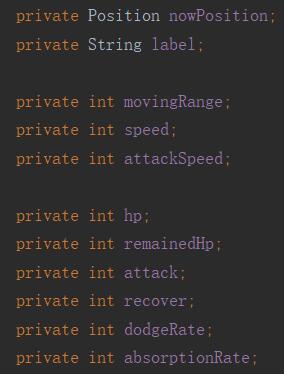 private Position nowPosition;
private String label;
private int movingRange;
private int speed;
private int attackSpeed;
private int hp;
private int remainedHp;
private int attack;
private int recover;
private int dodgeRate;
private int absorptionRate;